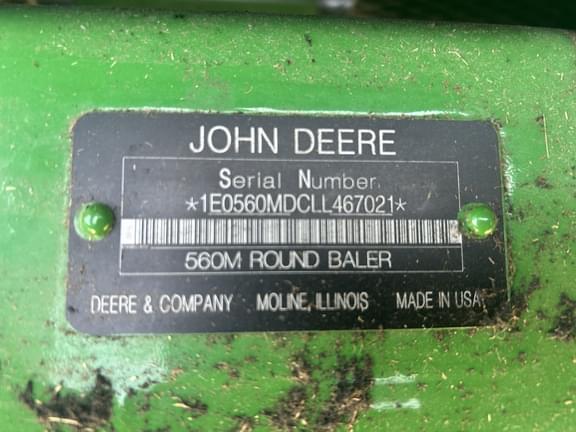 JOHN DEERE
Serial Number
*1E0560MDCLL467021*
560M ROUND BALER
DEERE & COMPANY MOLINE, ILLINOIS MADE IN USA